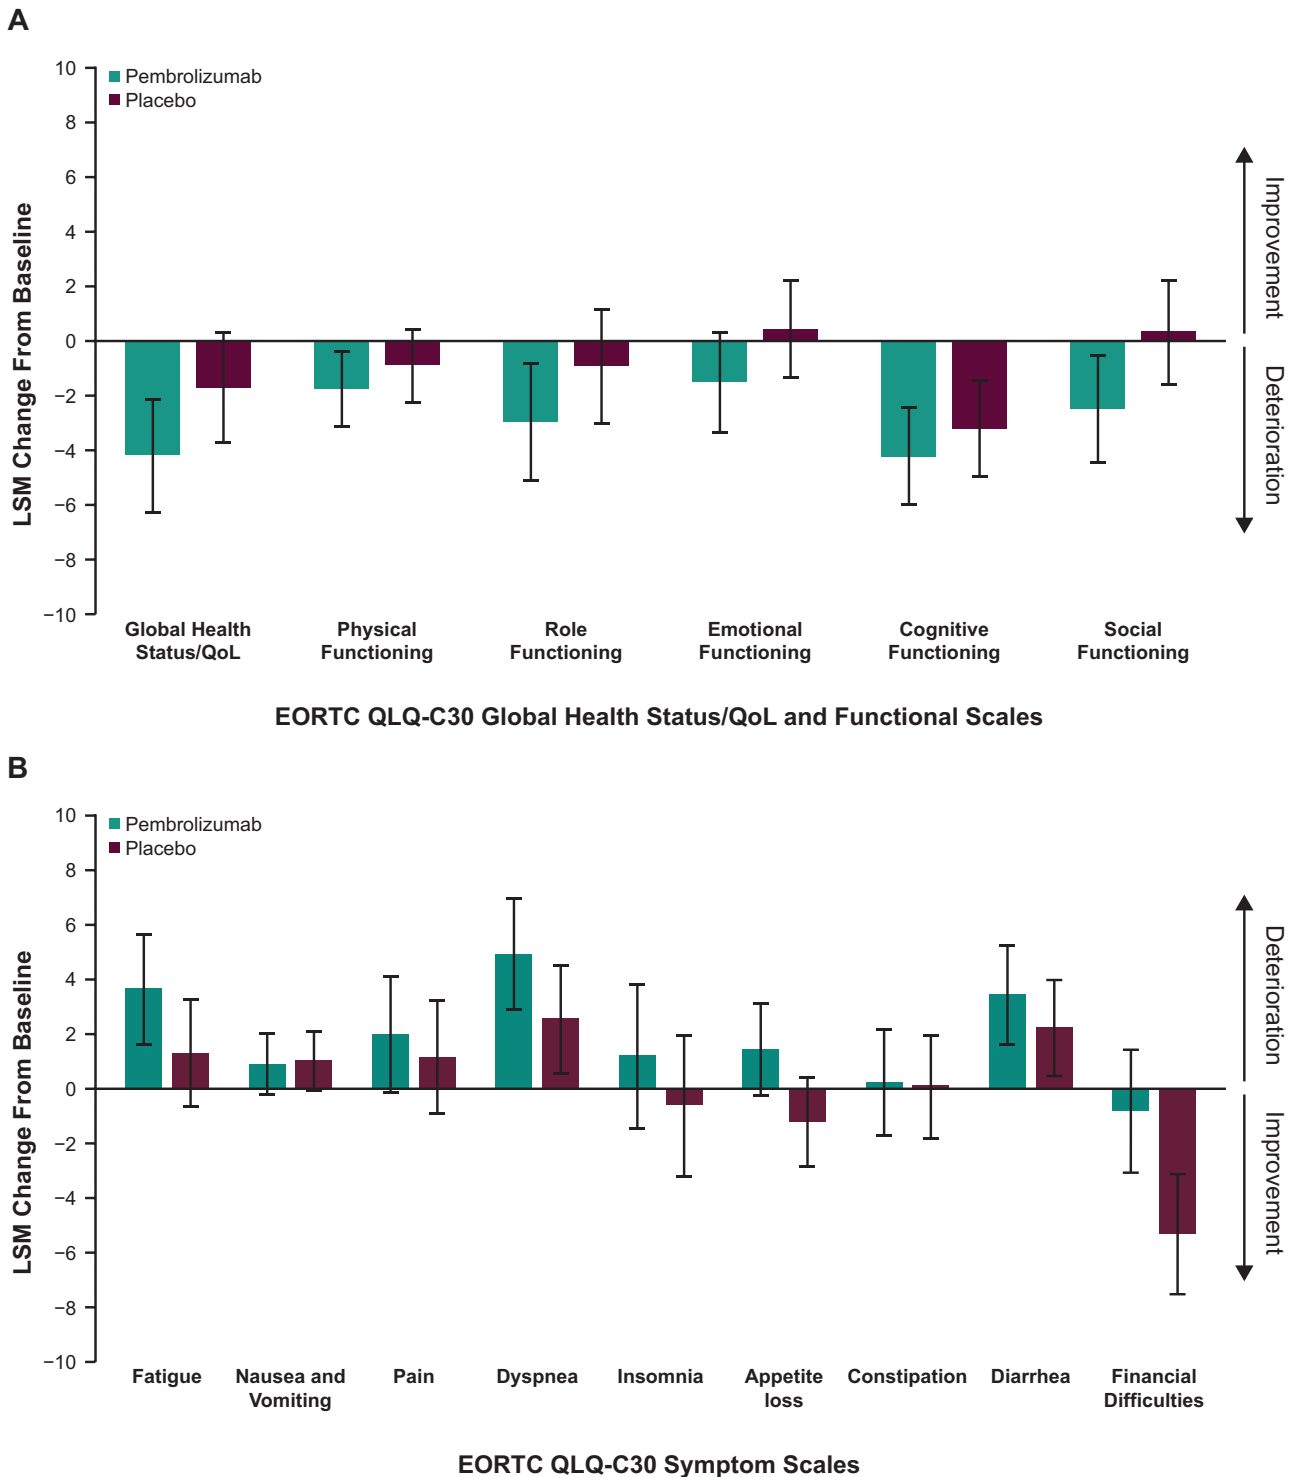 A
10
8
6
4
2
0
−2
−4
−6
−8
−10
LSM Change From Baseline
Pembrolizumab
Placebo
Improvement
Deterioration
Global Health
Status/QoL
Physical
Functioning
Role
Functioning
Emotional
Functioning
Cognitive
Functioning
Social
Functioning
EORTC QLQ-C30 Global Health Status/QoL and Functional Scales
B
10
8
6
4
2
0
−2
−4
−6
−8
−10
LSM Change From Baseline
Pembrolizumab
Placebo
Deterioration
Improvement
Fatigue
Nausea and
Vomiting
Pain
Dyspnea
Insomnia
Appetite
loss
Constipation
Diarrhea
Financial
Difficulties
EORTC QLQ-C30 Symptom Scales